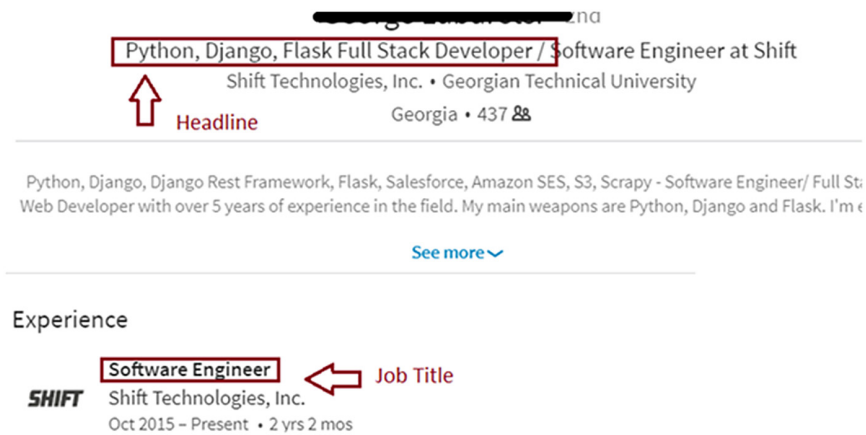 2nd
Python, Django, Flask Full Stack Developer / Software Engineer at Shift
Shift Technologies, Inc. • Georgian Technical University
Georgia • 437
Headline
Python, Django, Django Rest Framework, Flask, Salesforce, Amazon SES, S3, Scrapy - Software Engineer/ Full
Web Developer with over 5 years of experience in the field. My main weapons are Python, Django and Flask. I'm
See more
Experience
Software Engineer
Job Title
SHIFT
Shift Technologies, Inc.
Oct 2015 – Present • 2 yrs 2 mos